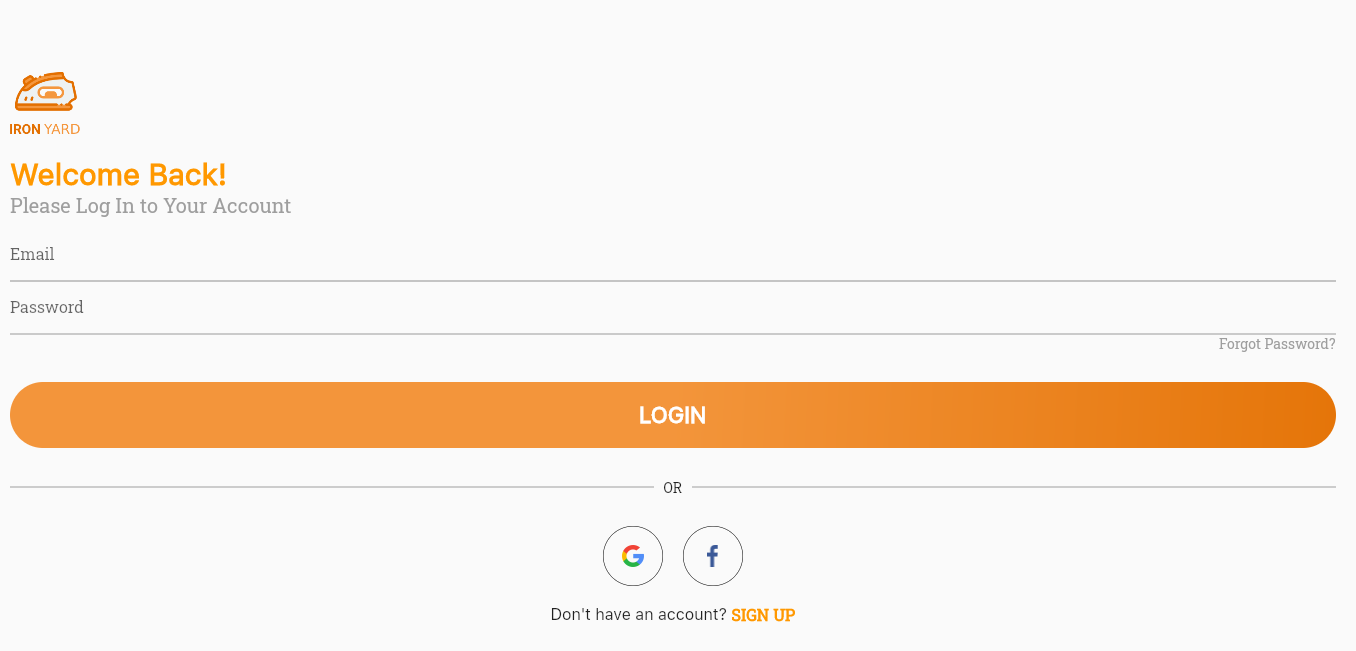 IRON YARD
Welcome Back!
Please Log In to Your Account
Email
Password
Forgot Password?
LOGIN
OR
Don't have an account? SIGN UP